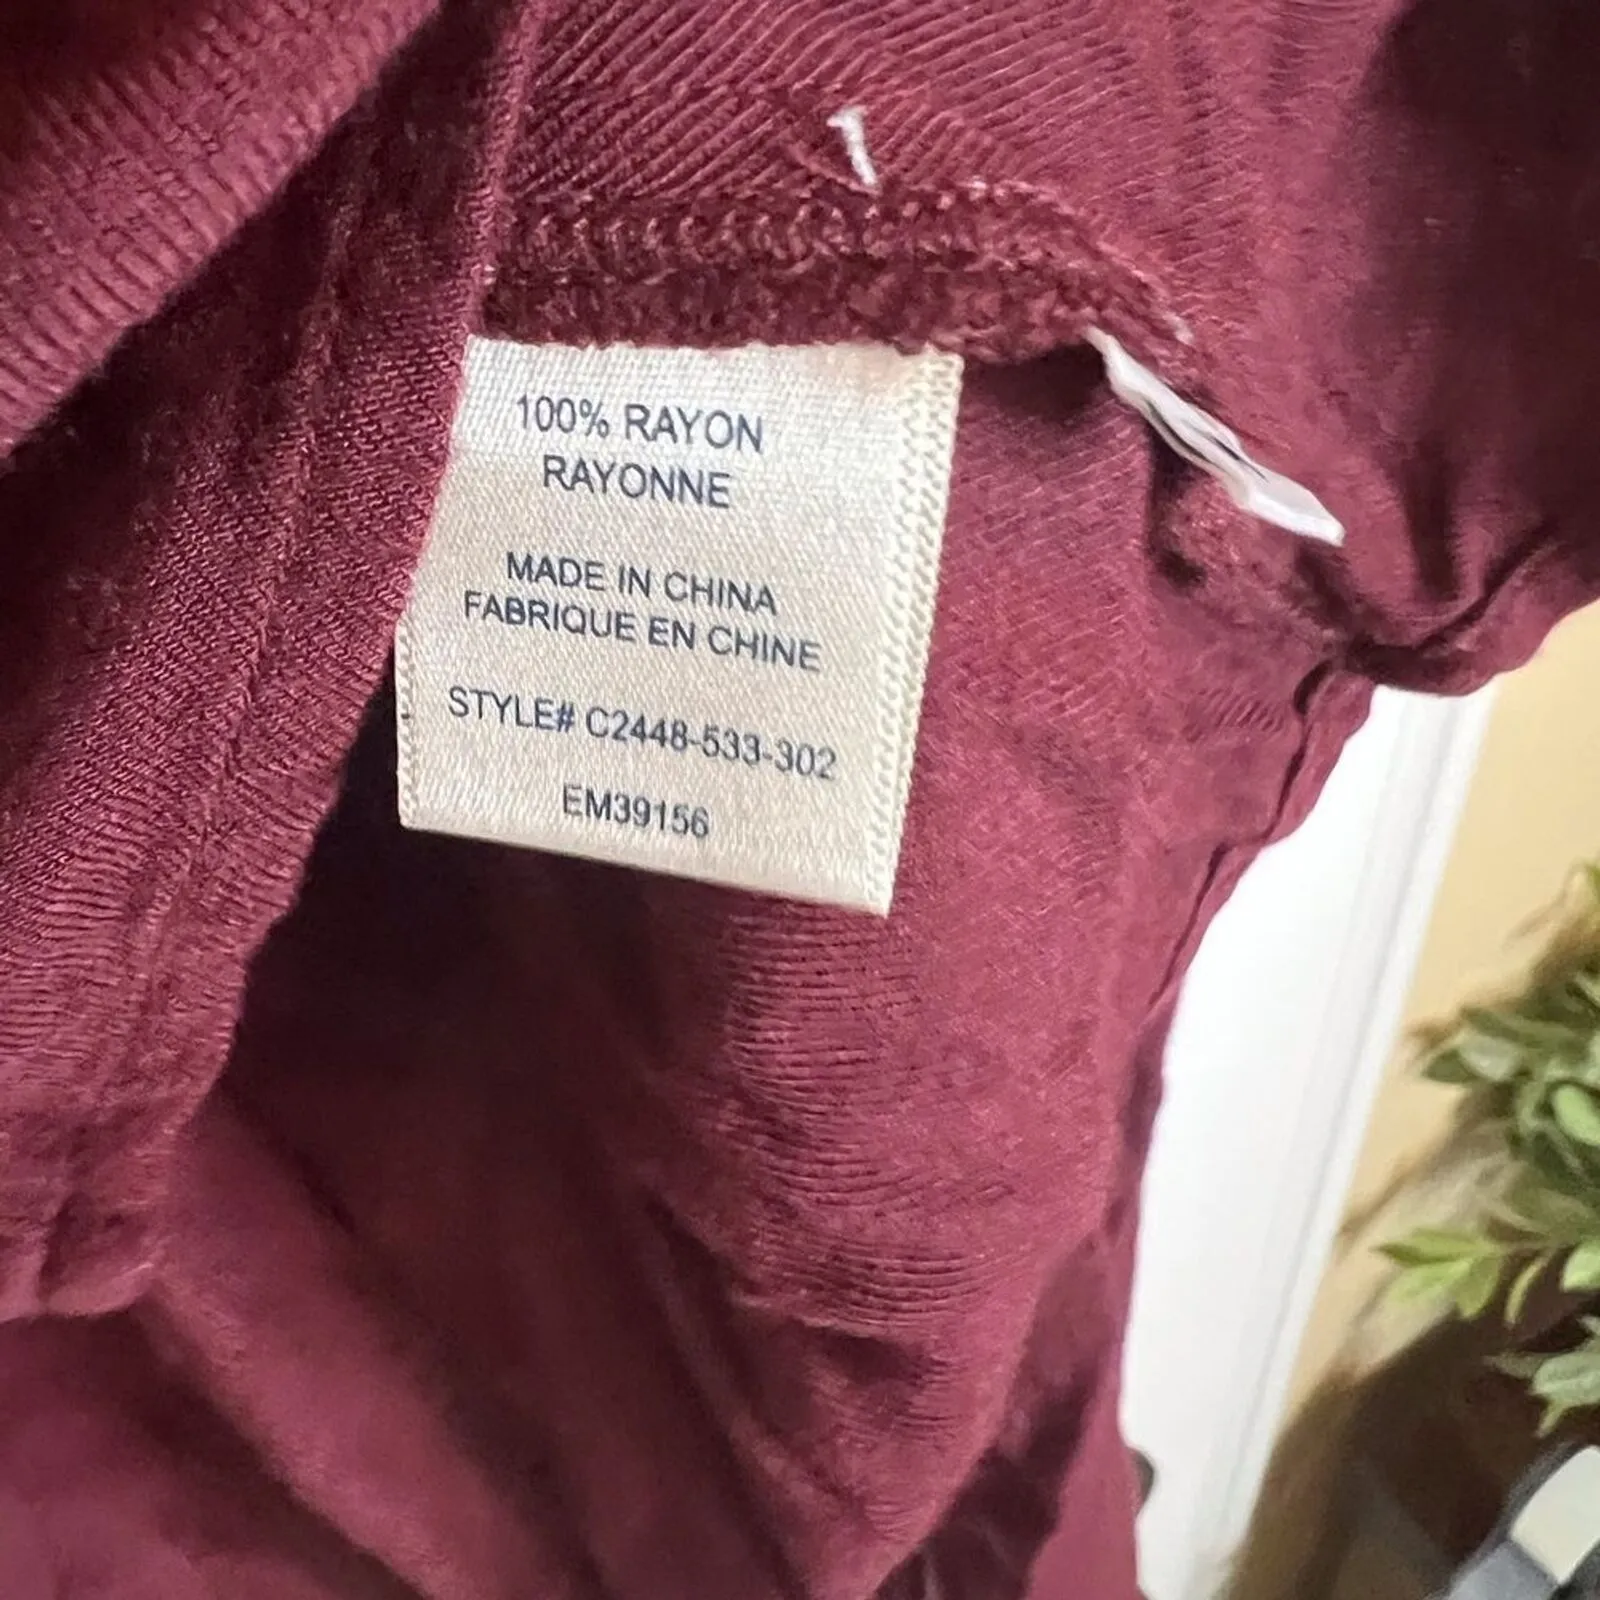 100% RAYON
RAYONNE
MADE IN CHINA
FABRIQUE EN CHINE
STYLE# C2448-533-302
EM39156